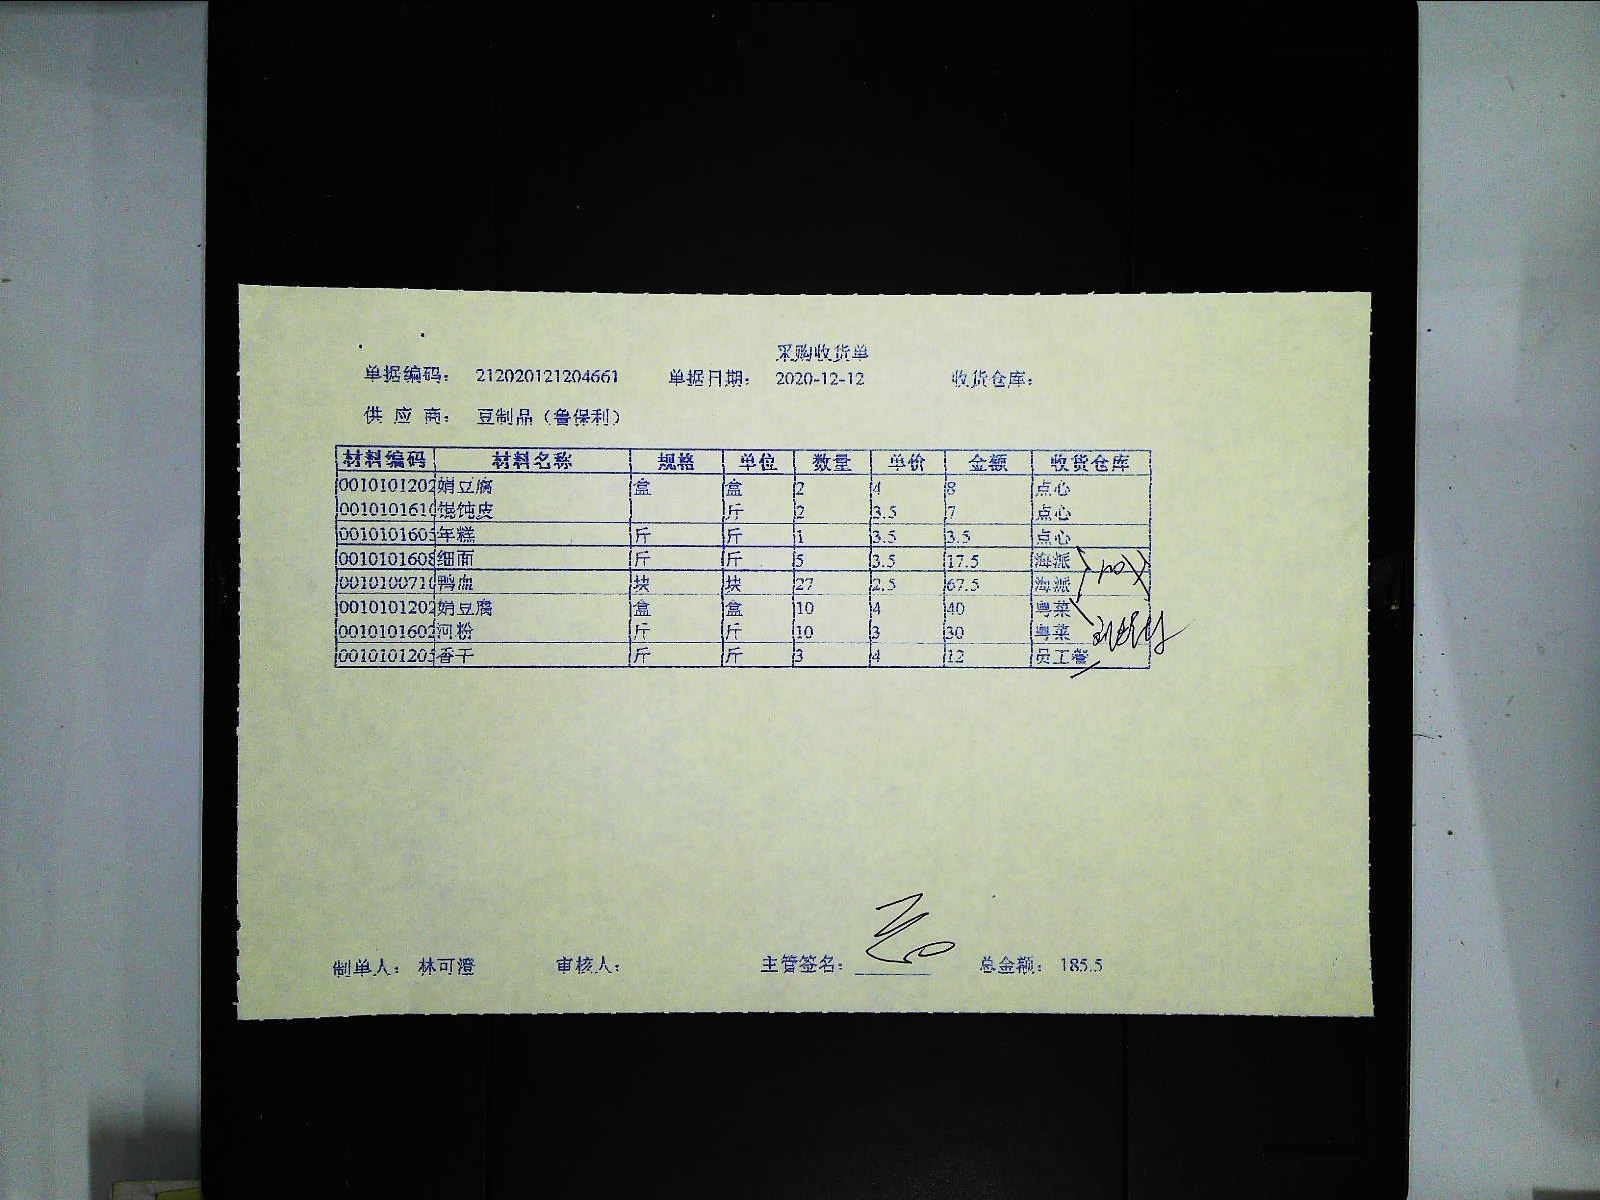 采购收货单
单据编码： 212020121204661 单据日期： 2020-12-12 收货仓库：
供 应 商： 豆制品（鲁保利）
材料编码 材料名称 规格 单位 数量 单价 金额 收货仓库
0010101202 娟豆腐 盒 盒 2 4 8 点心
0010101610 馄饨皮 斤 2 3.5 7 点心
0010101605 年糕 斤 斤 1 3.5 3.5 点心
0010101608 细面 斤 斤 5 3.5 17.5 海派
0010100710 鸭血 块 块 27 2.5 67.5 海派
0010101202 娟豆腐 盒 盒 10 4 40 粤菜
0010101602 河粉 斤 斤 10 3 30 粤菜
0010101205 香干 斤 斤 3 4 12 员工餐
制单人： 林可澄 审核人： 主管签名： 总金额： 185.5